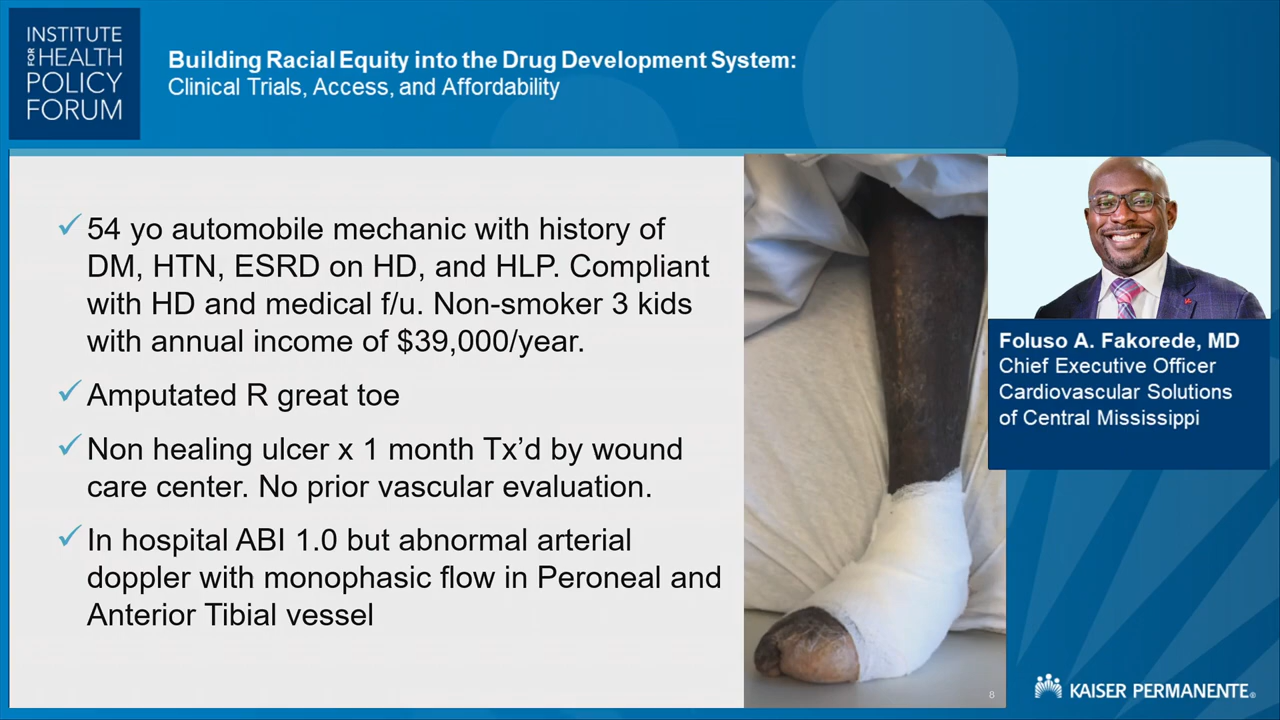 INSTITUTE
FOR HEALTH
POLICY
FORUM
Building Racial Equity into the Drug Development System:
Clinical Trials, Access, and Affordability
54 yo automobile mechanic with history of
DM, HTN, ESRD on HD, and HLP. Compliant
with HD and medical f/u. Non-smoker 3 kids
with annual income of $39,000/year.
Amputated R great toe
Non healing ulcer x 1 month Tx’d by wound
care center. No prior vascular evaluation.
In hospital ABI 1.0 but abnormal arterial
doppler with monophasic flow in Peroneal and
Anterior Tibial vessel
8
Foluso A. Fakorede, MD
Chief Executive Officer
Cardiovascular Solutions
of Central Mississippi
KAISER PERMANENTE®